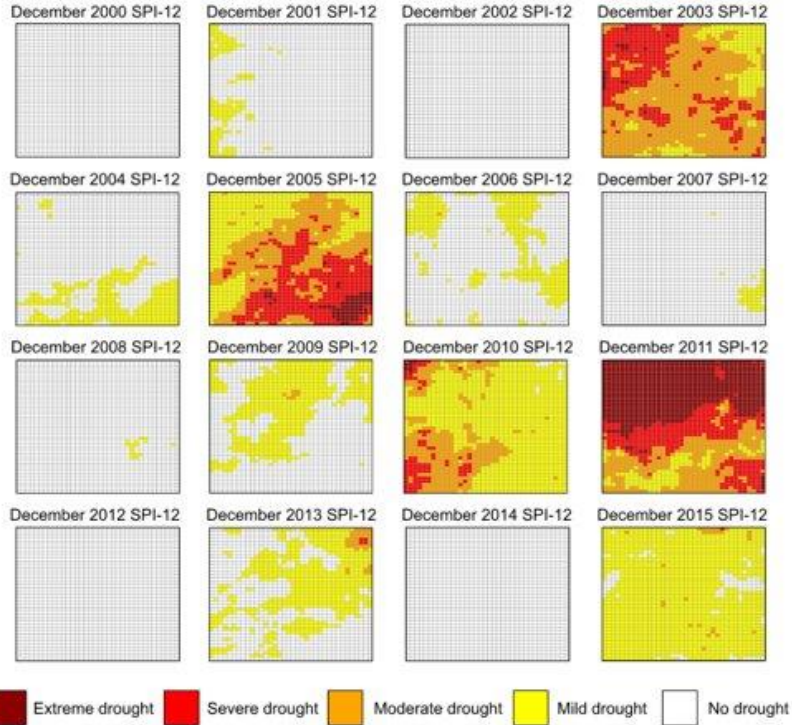 December 2000 SPI-12 December 2001 SPI-12 December 2002 SPI-12 December 2003 SPI-12
December 2004 SPI-12 December 2005 SPI-12 December 2006 SPI-12 December 2007 SPI-12
December 2008 SPI-12 December 2009 SPI-12 December 2010 SPI-12 December 2011 SPI-12
December 2012 SPI-12 December 2013 SPI-12 December 2014 SPI-12 December 2015 SPI-12
Extreme drought Severe drought Moderate drought Mild drought No drought